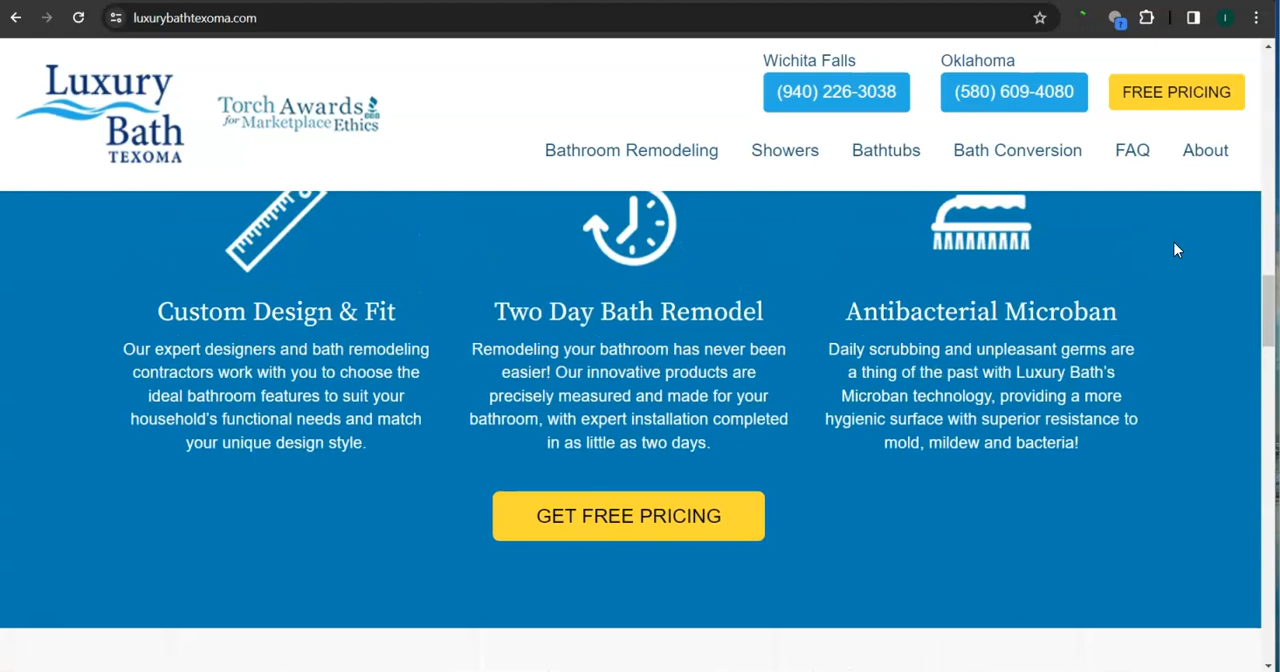 luxurybathtexoma.com
Luxury
Bath
TEXOMA
Torch Awards
for Marketplace Ethics
Wichita Falls
(940) 226-3038
Oklahoma
(580) 609-4080
FREE PRICING
Bathroom Remodeling
Showers
Bathtubs
Bath Conversion
FAQ
About
Custom Design & Fit
Our expert designers and bath remodeling
contractors work with you to choose the
ideal bathroom features to suit your
household's functional needs and match
your unique design style.
Two Day Bath Remodel
Remodeling your bathroom has never been
easier! Our innovative products are
precisely measured and made for your
bathroom, with expert installation completed
in as little as two days.
Antibacterial Microban
Daily scrubbing and unpleasant germs are
a thing of the past with Luxury Bath's
Microban technology, providing a more
hygienic surface with superior resistance to
mold, mildew and bacteria!
GET FREE PRICING